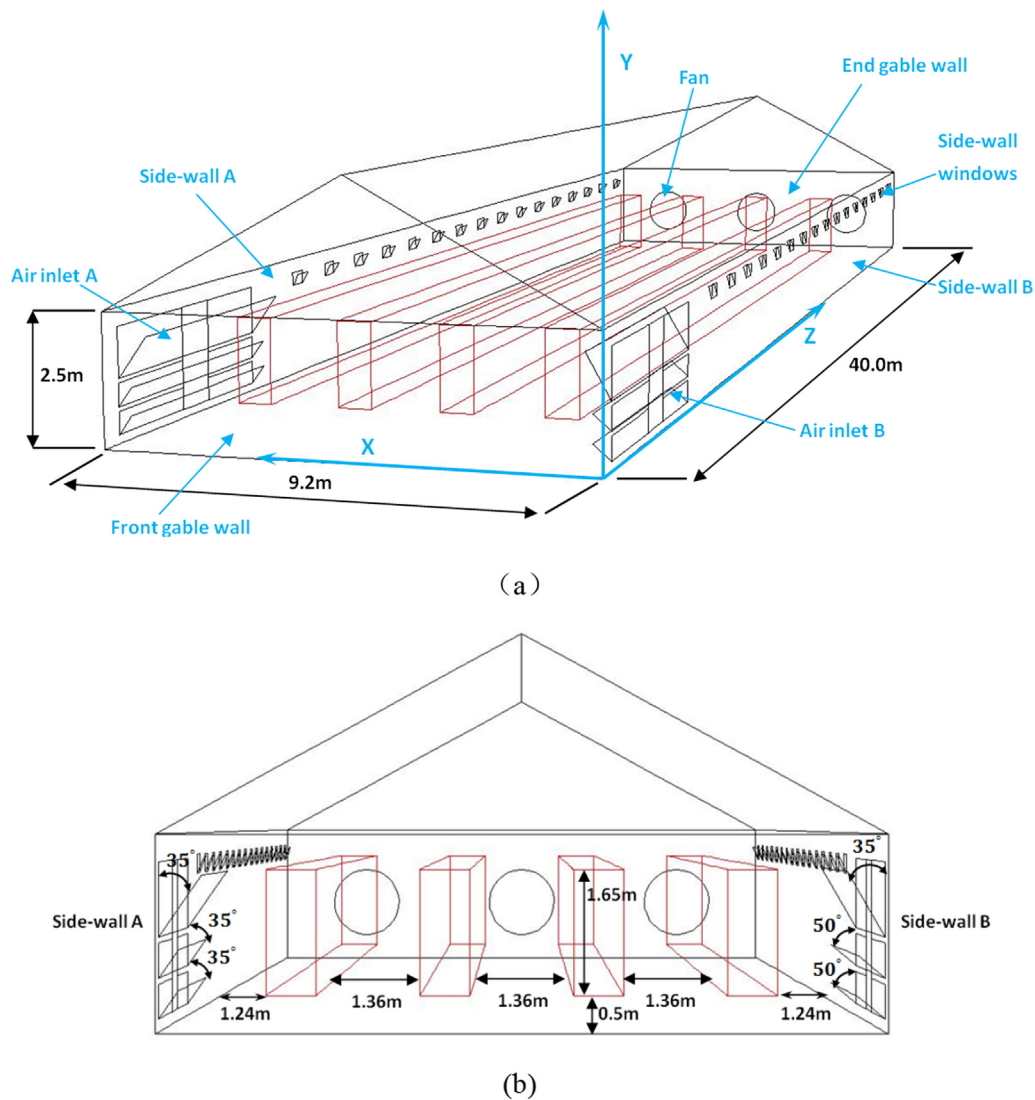 Y
Fan
End gable wall
Side-wall
windows
Side-wall A
Air inlet A
Side-wall B
Z
40.0m
2.5m
Air inlet B
X
9.2m
Front gable wall
（a）
35°
35°
Side-wall A
1.65m
Side-wall B
35°
50°
35°
50°
1.36m
1.36m
1.36m
1.24m
0.5m
1.24m
(b)